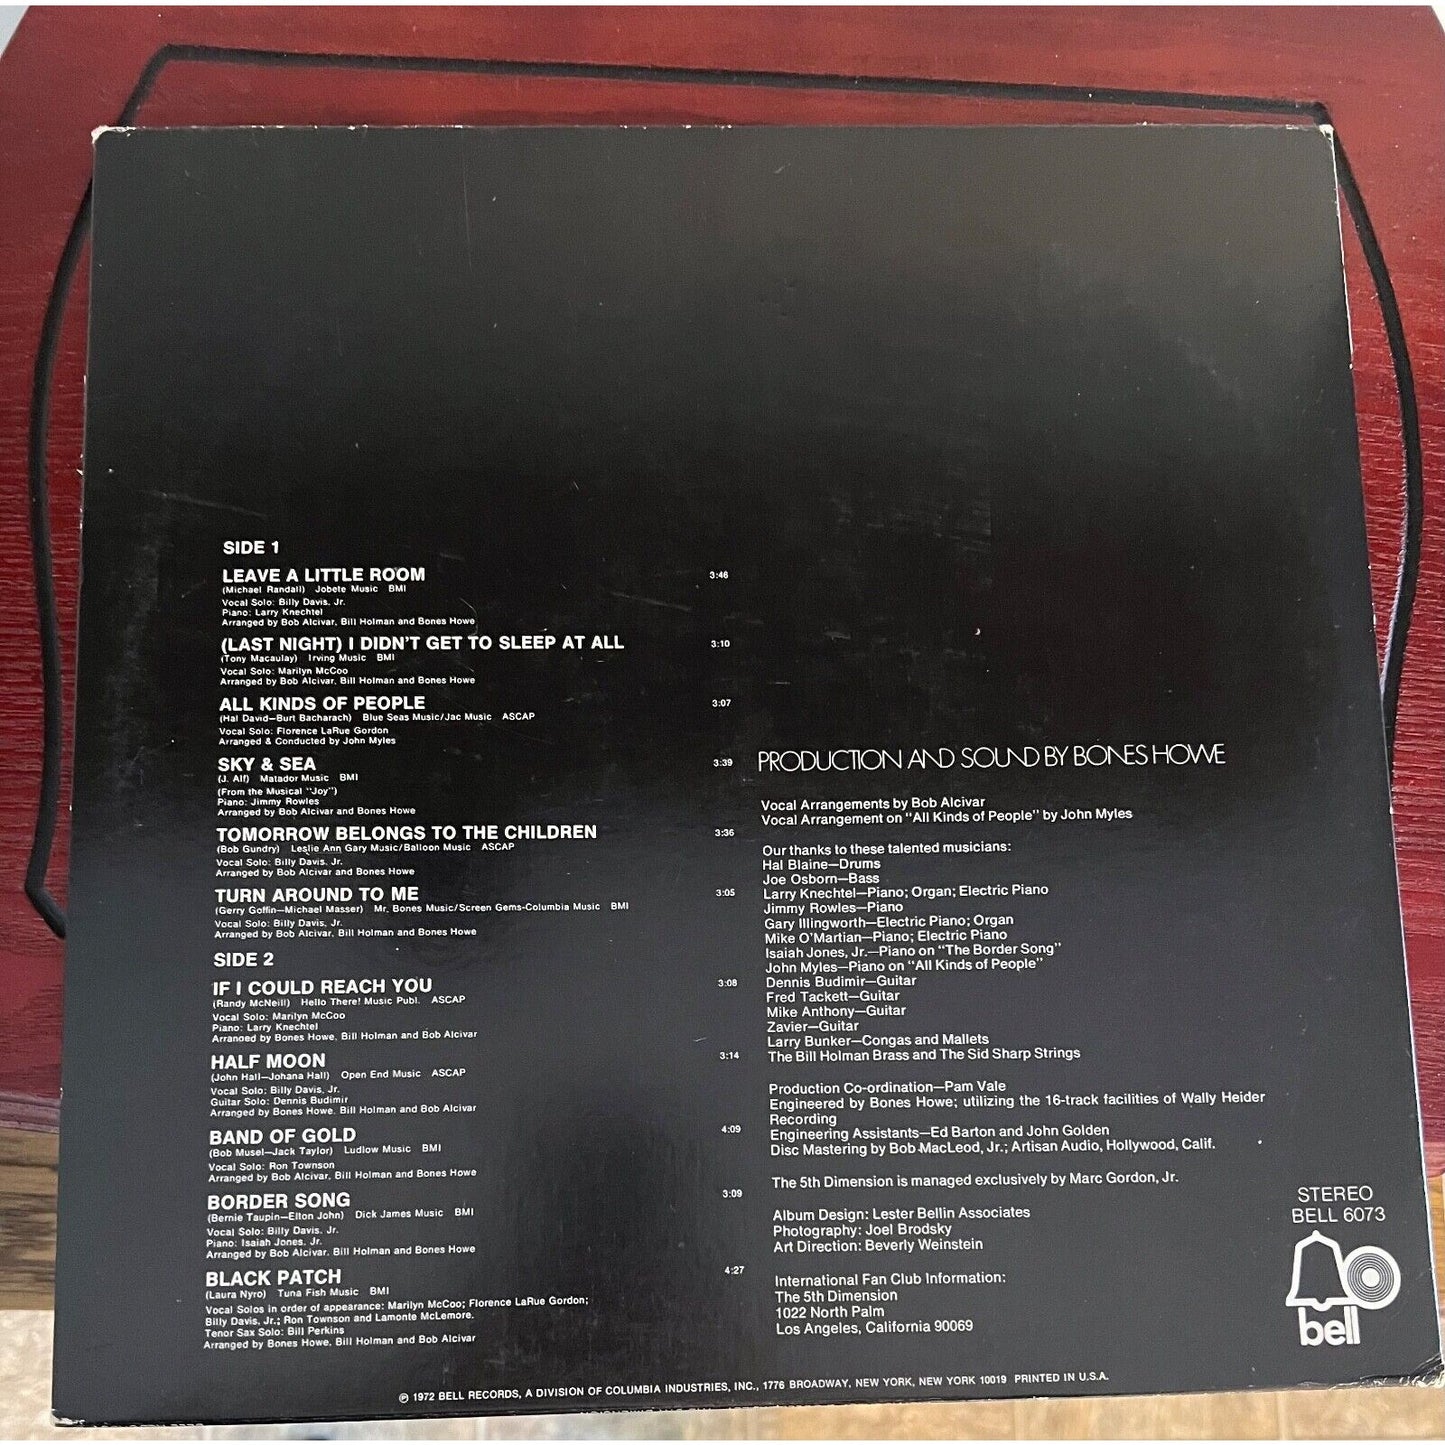 SIDE 1
LEAVE A LITTLE ROOM 3:46
(Michael Randall) Jobete Music BMI
Vocal Solo: Billy Davis, Jr.
Piano: Larry Knechtel
Arranged by Bob Alcivar, Bill Holman and Bones Howe
(LAST NIGHT) I DIDN'T GET TO SLEEP AT ALL 3:10
(Tony Macaulay) Irving Music BMI
Vocal Solo: Marilyn McCoo
Arranged by Bob Alcivar, Bill Holman and Bones Howe
ALL KINDS OF PEOPLE 3:07
(Hal David—Burt Bacharach) Blue Seas Music/Jac Music ASCAP
Vocal Solo: Florence LaRue Gordon
Arranged & Conducted by John Myles
SKY & SEA 3:39
(J. Alf) Matador Music BMI
(From the Musical "Joy")
Piano: Jimmy Rowles
Arranged by Bob Alcivar and Bones Howe
TOMORROW BELONGS TO THE CHILDREN 3:36
(Bob Gundry) Leslie Ann Gary Music/Balloon Music ASCAP
Vocal Solo: Billy Davis, Jr.
Arranged by Bob Alcivar and Bones Howe
TURN AROUND TO ME 3:05
(Gerry Goffin—Michael Masser) Mr. Bones Music/Screen Gems-Columbia Music BMI
Vocal Solo: Billy Davis, Jr.
Arranged by Bob Alcivar, Bill Holman and Bones Howe
SIDE 2
IF I COULD REACH YOU 3:08
(Randy McNeill) Hello There! Music Publ. ASCAP
Vocal Solo: Marilyn McCoo
Piano: Larry Knechtel
Arranged by Bones Howe, Bill Holman and Bob Alcivar
HALF MOON 3:14
(John Hall—Johana Hall) Open End Music ASCAP
Vocal Solo: Billy Davis, Jr.
Guitar Solo: Dennis Budimir
Arranged by Bones Howe, Bill Holman and Bob Alcivar
BAND OF GOLD 4:09
(Bob Musel—Jack Taylor) Ludlow Music BMI
Vocal Solo: Ron Townson
Arranged by Bob Alcivar, Bill Holman and Bones Howe
BORDER SONG 3:09
(Bernie Taupin—Elton John) Dick James Music BMI
Vocal Solo: Billy Davis, Jr.
Piano: Isaiah Jones, Jr.
Arranged by Bob Alcivar, Bill Holman and Bones Howe
BLACK PATCH 4:27
(Laura Nyro) Tuna Fish Music BMI
Vocal Solos in order of appearance: Marilyn McCoo; Florence LaRue Gordon;
Billy Davis, Jr.; Ron Townson and Lamonte McLemore.
Tenor Sax Solo: Bill Perkins
Arranged by Bones Howe, Bill Holman and Bob Alcivar
PRODUCTION AND SOUND BY BONES HOWE
Vocal Arrangements by Bob Alcivar
Vocal Arrangement on "All Kinds of People" by John Myles
Our thanks to these talented musicians:
Hal Blaine—Drums
Joe Osborn—Bass
Larry Knechtel—Piano; Organ; Electric Piano
Jimmy Rowles—Piano
Gary Illingworth—Electric Piano; Organ
Mike O'Martian—Piano; Electric Piano
Isaiah Jones, Jr.—Piano on "The Border Song"
John Myles—Piano on "All Kinds of People"
Dennis Budimir—Guitar
Fred Tackett—Guitar
Mike Anthony—Guitar
Zavier—Guitar
Larry Bunker—Congas and Mallets
The Bill Holman Brass and The Sid Sharp Strings
Production Co-ordination—Pam Vale
Engineered by Bones Howe; utilizing the 16-track facilities of Wally Heider
Recording
Engineering Assistants—Ed Barton and John Golden
Disc Mastering by Bob MacLeod, Jr.; Artisan Audio, Hollywood, Calif.
The 5th Dimension is managed exclusively by Marc Gordon, Jr.
Album Design: Lester Bellin Associates
Photography: Joel Brodsky
Art Direction: Beverly Weinstein
International Fan Club Information:
The 5th Dimension
1022 North Palm
Los Angeles, California 90069
STEREO
BELL 6073
bell
℗ 1972 BELL RECORDS, A DIVISION OF COLUMBIA INDUSTRIES, INC., 1776 BROADWAY, NEW YORK, NEW YORK 10019 PRINTED IN U.S.A.